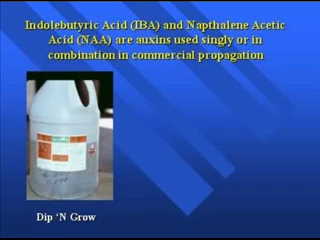 Indolebutyric Acid (IBA) and Napthalene Acetic
Acid (NAA) are auxins used singly or in
combination in commercial propagation
Dip 'N Grow